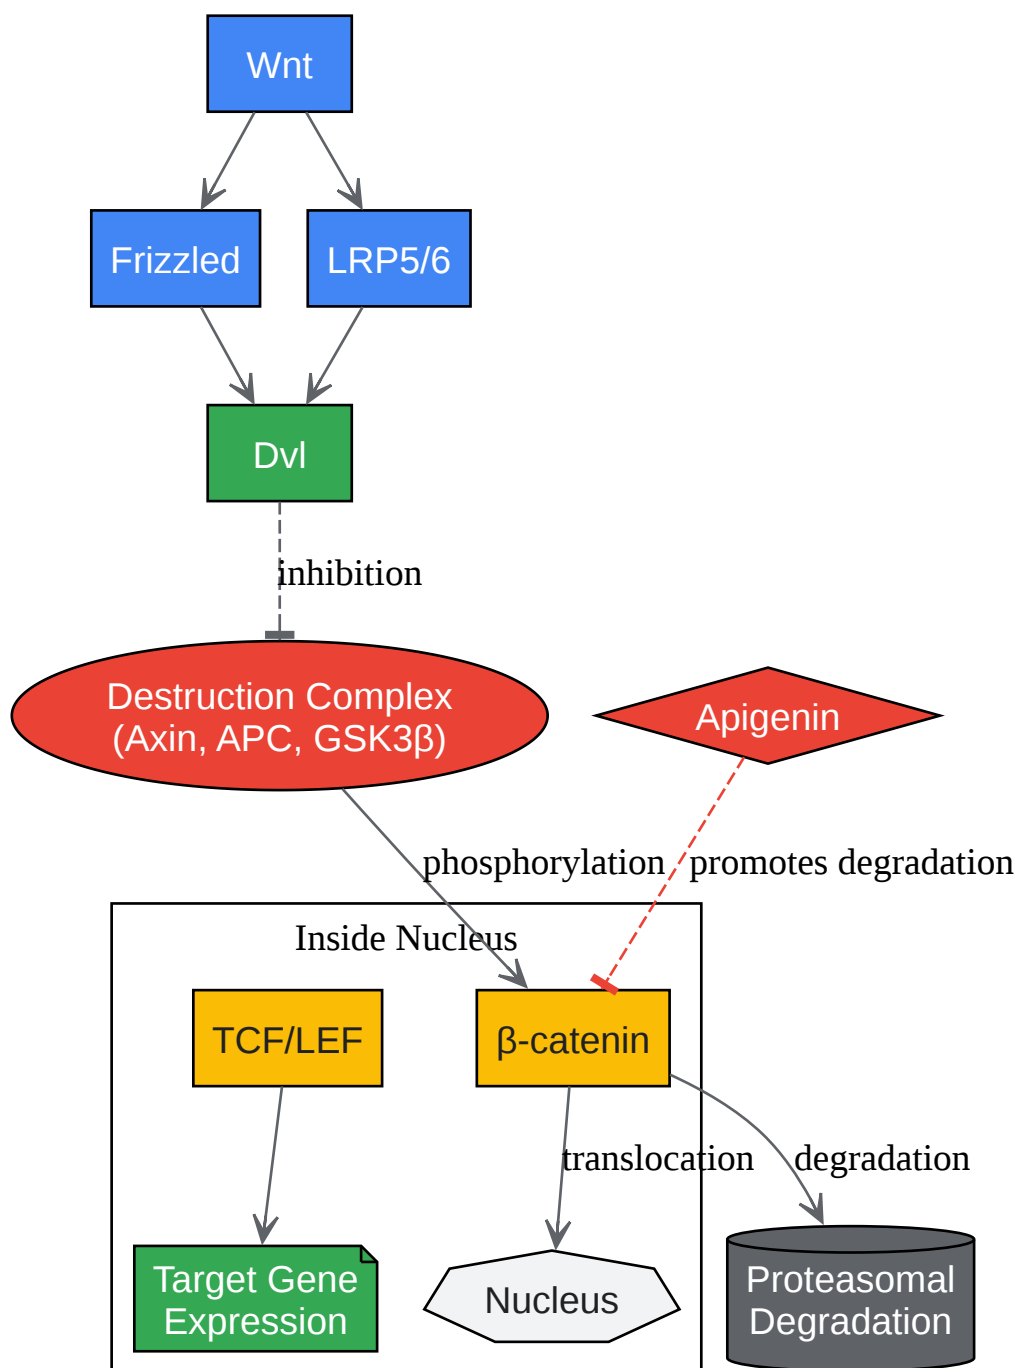 Wnt
Frizzled
LRP5/6
Dvl
inhibition
Destruction Complex
(Axin, APC, GSK3β)
Apigenin
phosphorylation
promotes degradation
Inside Nucleus
TCF/LEF
β-catenin
translocation
degradation
Target Gene
Expression
Nucleus
Proteasomal
Degradation